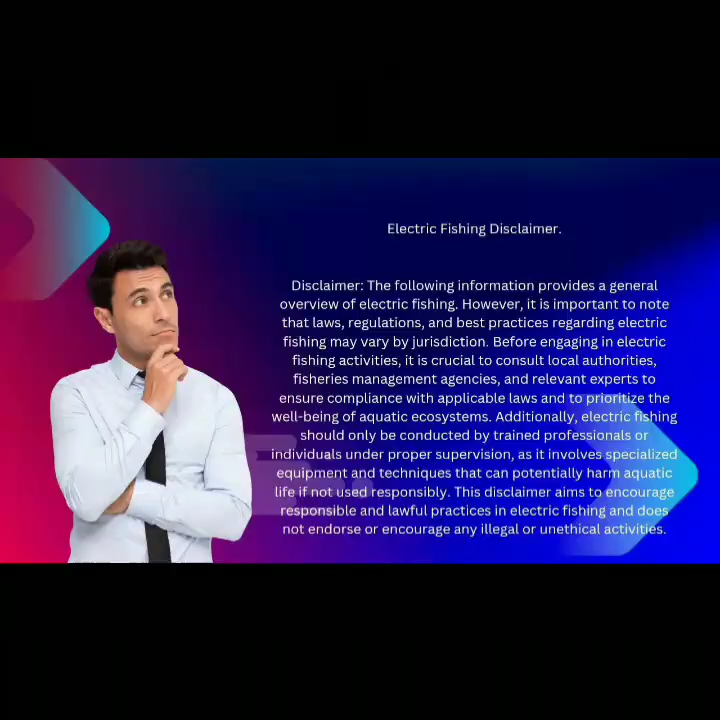 Electric Fishing Disclaimer.
Disclaimer: The following information provides a general
overview of electric fishing. However, it is important to note
that laws, regulations, and best practices regarding electric
fishing may vary by jurisdiction. Before engaging in electric
fishing activities, it is crucial to consult local authorities,
fisheries management agencies, and relevant experts to
ensure compliance with applicable laws and to prioritize the
well-being of aquatic ecosystems. Additionally, electric fishing
should only be conducted by trained professionals or
individuals under proper supervision, as it involves specialized
equipment and techniques that can potentially harm aquatic
life if not used responsibly. This disclaimer aims to encourage
responsible and lawful practices in electric fishing and does
not endorse or encourage any illegal or unethical activities.